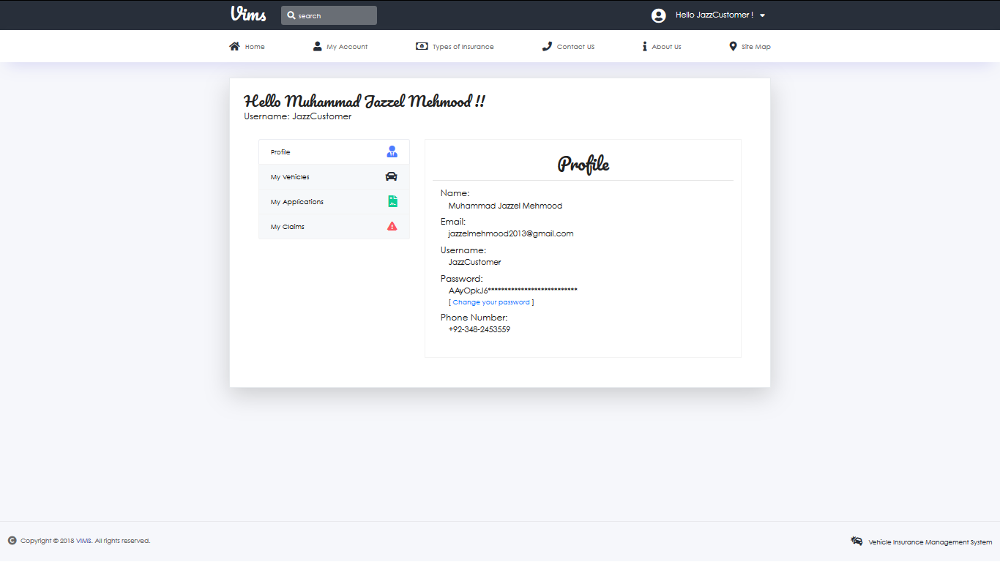 Vims search Hello JazzCustomer !
Home My Account Types of Insurance Contact US About Us Site Map
Hello Muhammad Jazzel Mehmood !!
Username: JazzCustomer
Profile
My Vehicles
My Applications
My Claims
Profile
Name:
Muhammad Jazzel Mehmood
Email:
jazzelmehmood2013@gmail.com
Username:
JazzCustomer
Password:
AAyOpkJ6***************************
[ Change your password ]
Phone Number:
+92-348-2453559
Copyright © 2018 VIMS. All rights reserved.
Vehicle Insurance Management System